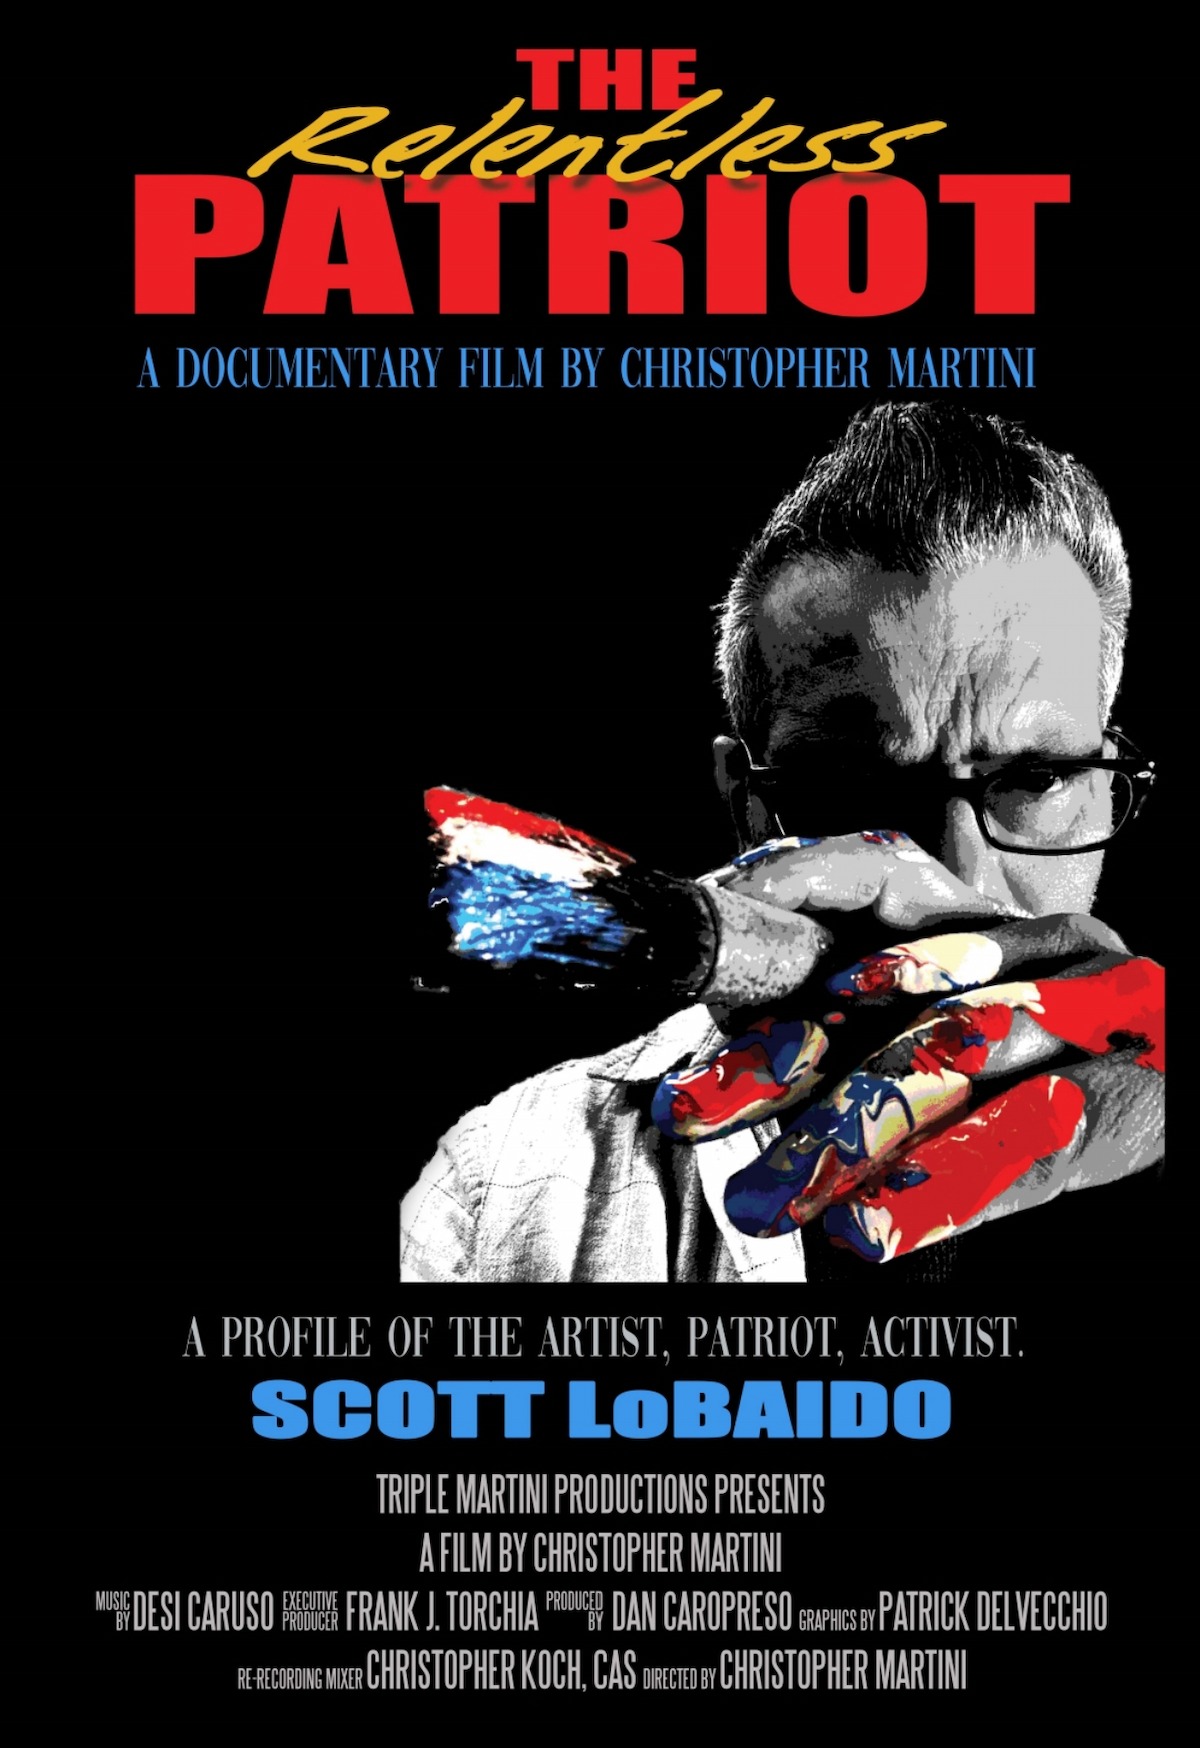 THE
Relentless
PATRIOT
A DOCUMENTARY FILM BY CHRISTOPHER MARTINI
A PROFILE OF THE ARTIST, PATRIOT, ACTIVIST.
SCOTT LoBAIDO
TRIPLE MARTINI PRODUCTIONS PRESENTS
A FILM BY CHRISTOPHER MARTINI
MUSIC BY DESI CARUSO EXECUTIVE PRODUCER FRANK J. TORCHIA PRODUCED BY DAN CAROPRESO GRAPHICS BY PATRICK DELVECCHIO
RE-RECORDING MIXER CHRISTOPHER KOCH, CAS DIRECTED BY CHRISTOPHER MARTINI